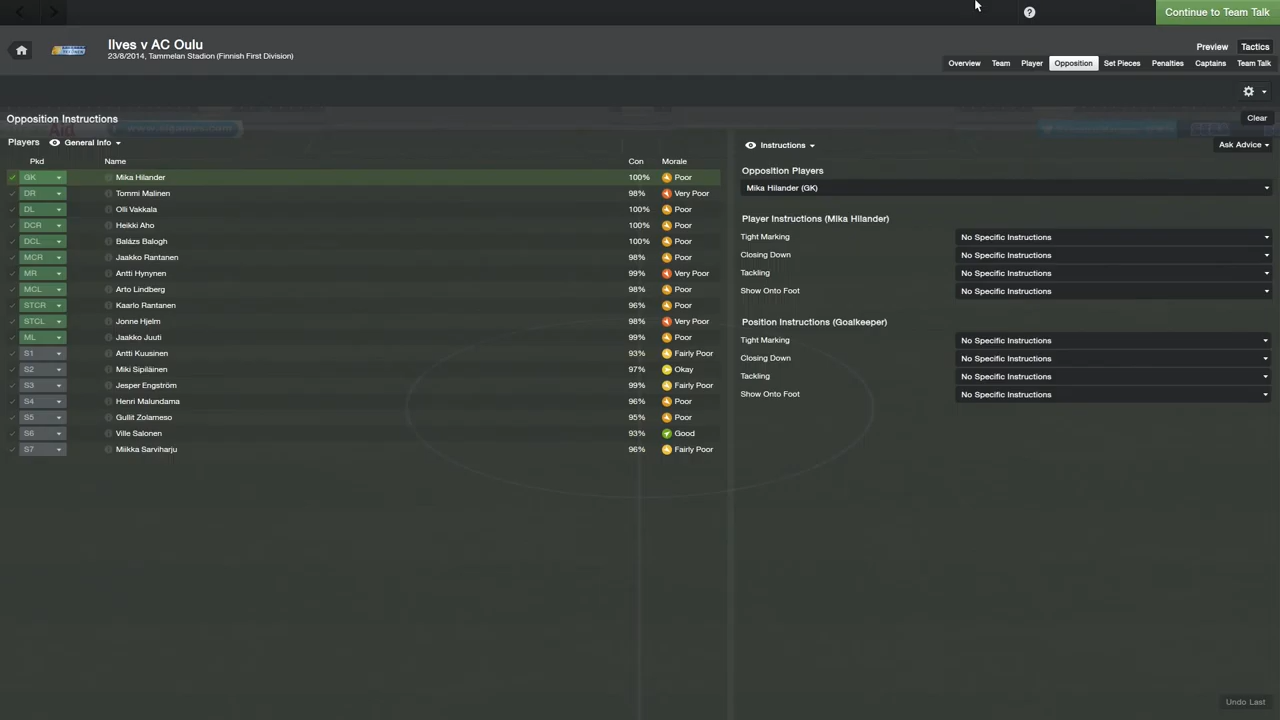 Continue to Team Talk
Ilves v AC Oulu
23/8/2014, Tammelan Stadion (Finnish First Division)
Preview Tactics
Overview Team Player Opposition Set Pieces Penalties Captains Team Talk
Opposition Instructions
Clear
Players General Info
Instructions
Ask Advice
Pkd Name Con Morale
GK Mika Hilander 100% Poor
DR Tommi Malinen 98% Very Poor
DL Olli Vakkala 100% Poor
DCR Heikki Aho 100% Poor
DCL Balázs Balogh 100% Poor
MCR Jaakko Rantanen 98% Poor
MR Antti Hynynen 99% Very Poor
MCL Arto Lindberg 98% Poor
STCR Kaarlo Rantanen 96% Poor
STCL Jonne Hjelm 98% Very Poor
ML Jaakko Juuti 99% Poor
S1 Antti Kuusinen 93% Fairly Poor
S2 Miki Sipiläinen 97% Okay
S3 Jesper Engström 99% Fairly Poor
S4 Henri Malundama 96% Poor
S5 Gullit Zolameso 95% Poor
S6 Ville Salonen 93% Good
S7 Miikka Sarviharju 96% Fairly Poor
Opposition Players
Mika Hilander (GK)
Player Instructions (Mika Hilander)
Tight Marking No Specific Instructions
Closing Down No Specific Instructions
Tackling No Specific Instructions
Show Onto Foot No Specific Instructions
Position Instructions (Goalkeeper)
Tight Marking No Specific Instructions
Closing Down No Specific Instructions
Tackling No Specific Instructions
Show Onto Foot No Specific Instructions
Undo Last